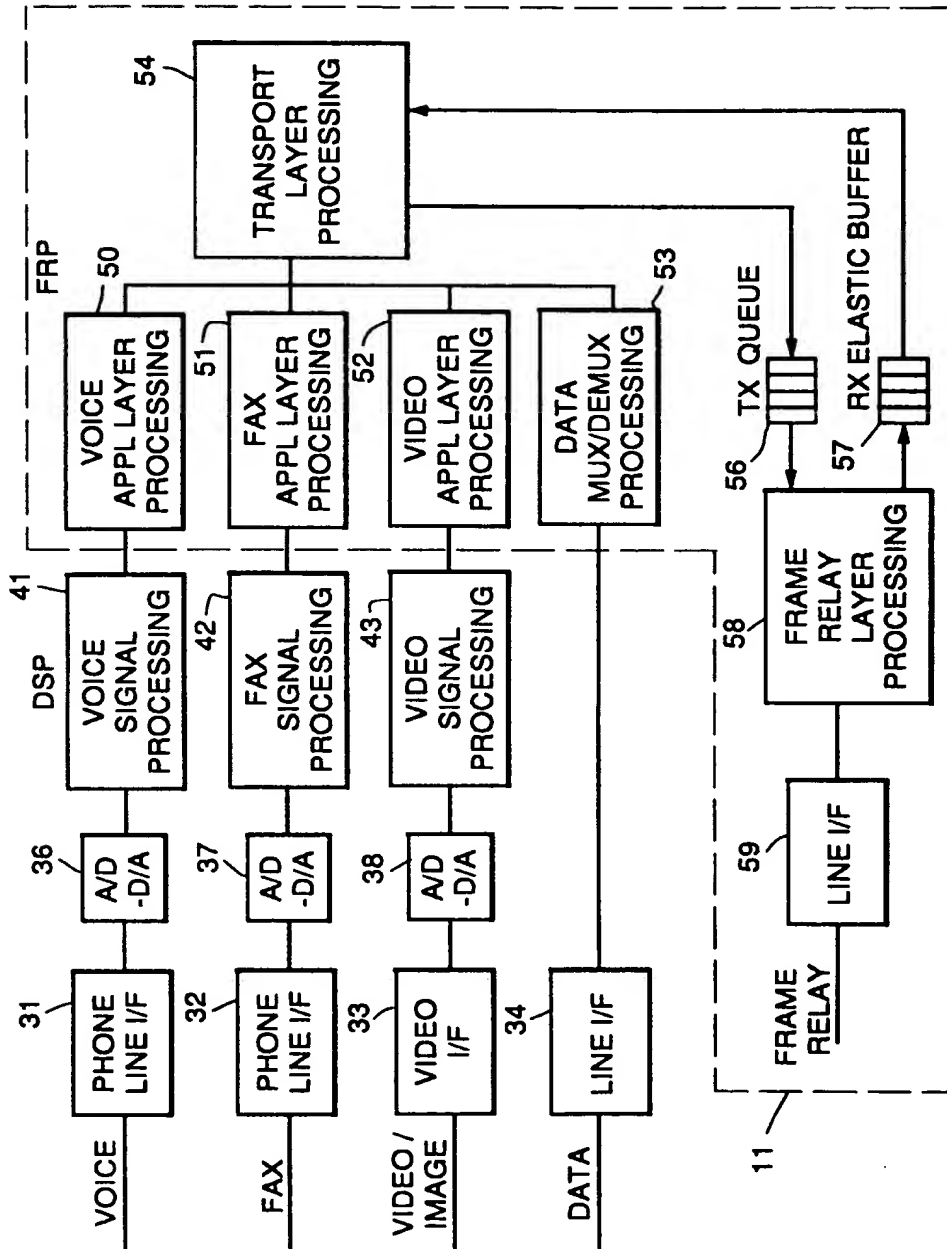 VOICE
31
PHONE
LINE I/F
36
A/D
-D/A
DSP
41
VOICE
SIGNAL
PROCESSING
FRP
50
VOICE
APPL LAYER
PROCESSING
54
TRANSPORT
LAYER
PROCESSING
FAX
32
PHONE
LINE I/F
37
A/D
-D/A
42
FAX
SIGNAL
PROCESSING
51
FAX
APPL LAYER
PROCESSING
VIDEO /
IMAGE
33
VIDEO
I/F
38
A/D
-D/A
43
VIDEO
SIGNAL
PROCESSING
52
VIDEO
APPL LAYER
PROCESSING
DATA
34
LINE I/F
53
DATA
MUX/DEMUX
PROCESSING
TX QUEUE
56
RX ELASTIC BUFFER
57
58
FRAME
RELAY
LAYER
PROCESSING
59
LINE I/F
FRAME
RELAY
11